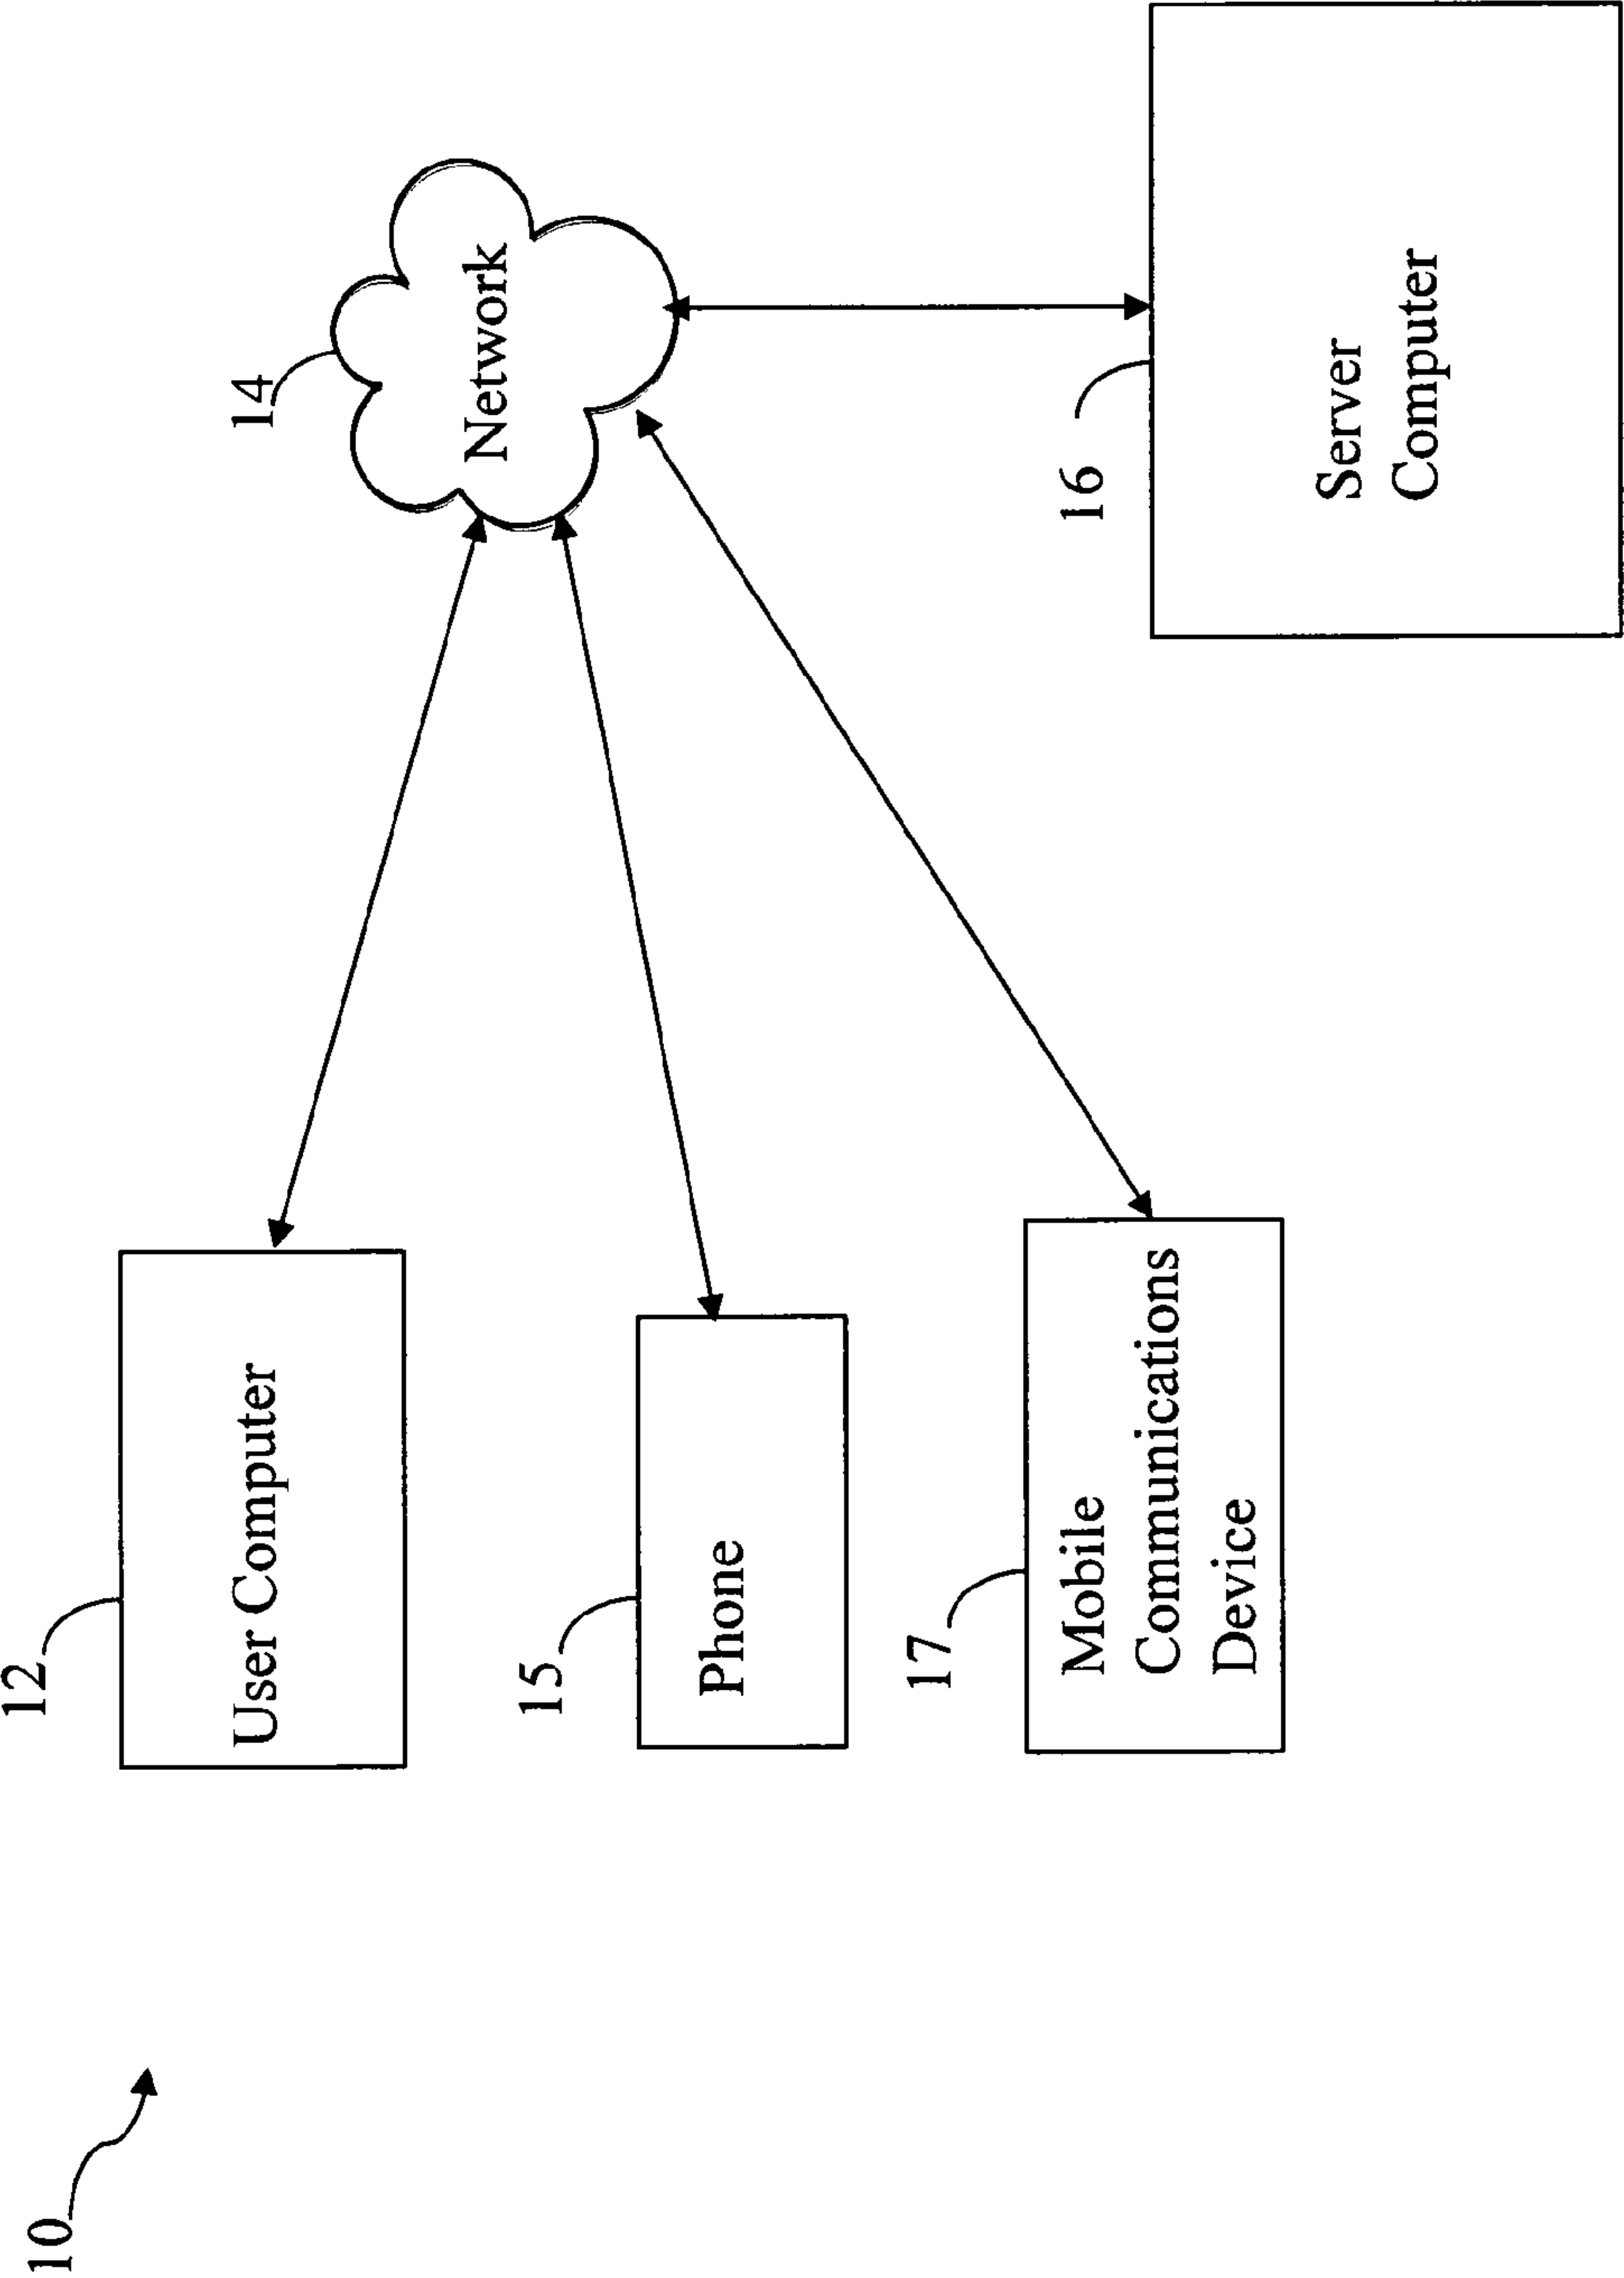 10
12
User Computer
14
Network
15
Phone
17
Mobile
Communications
Device
16
Server
Computer